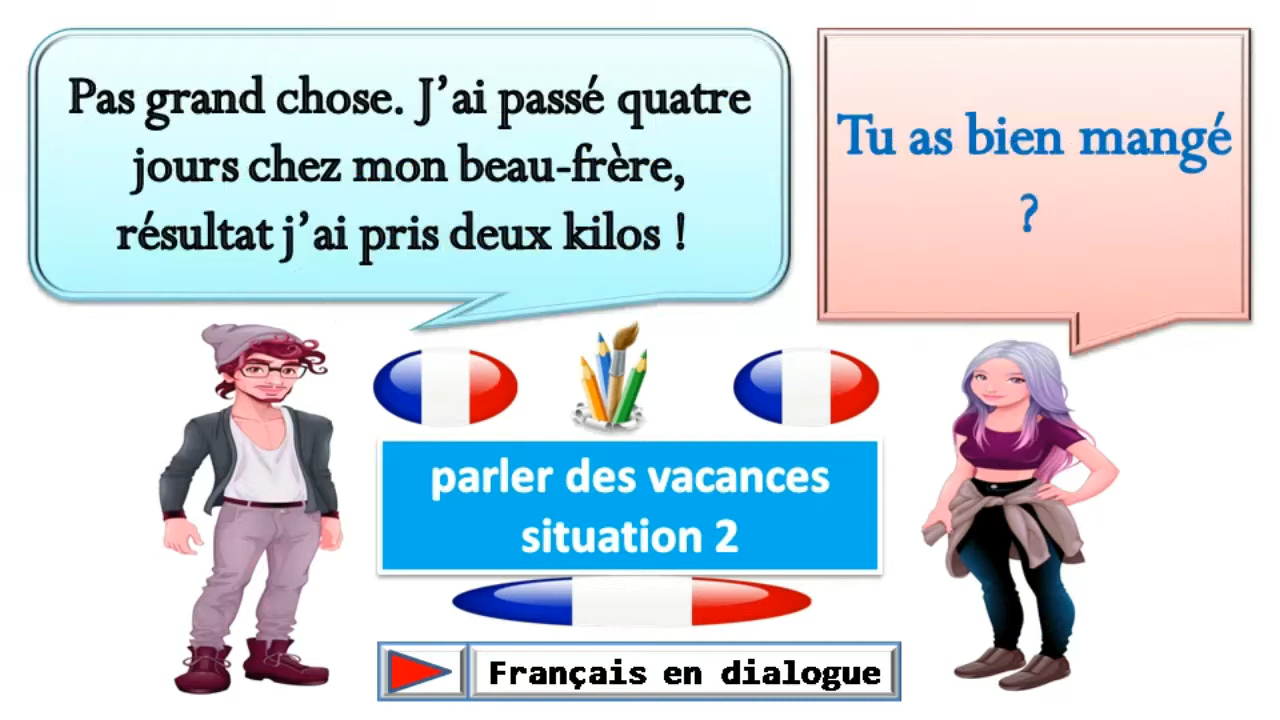 Pas grand chose. J’ai passé quatre
jours chez mon beau-frère,
résultat j’ai pris deux kilos !
Tu as bien mangé
?
parler des vacances
situation 2
Français en dialogue